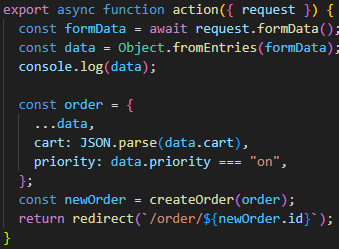 export async function action({ request }) {
  const formData = await request.formData();
  const data = Object.fromEntries(formData);
  console.log(data);

  const order = {
    ...data,
    cart: JSON.parse(data.cart),
    priority: data.priority === "on",
  };
  const newOrder = createOrder(order);
  return redirect(`/order/${newOrder.id}`);
}